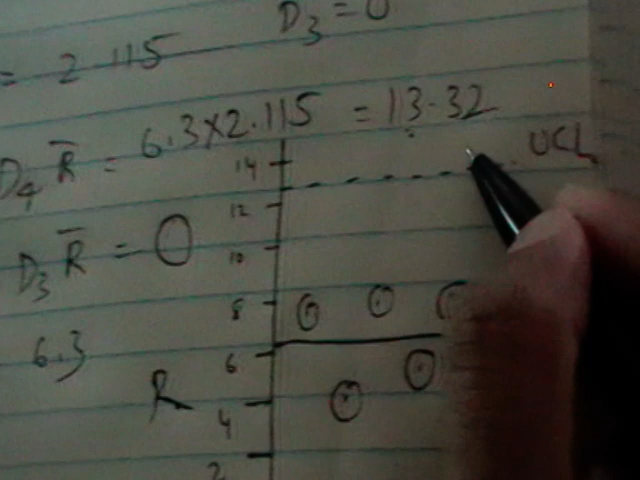 D₃ = 0
= 2.115
D₄ R̄ = 6.3×2.115 = 13.32
UCL
14
12
D₃ R̄ = 0
10
8
6.3
6
R
4
2